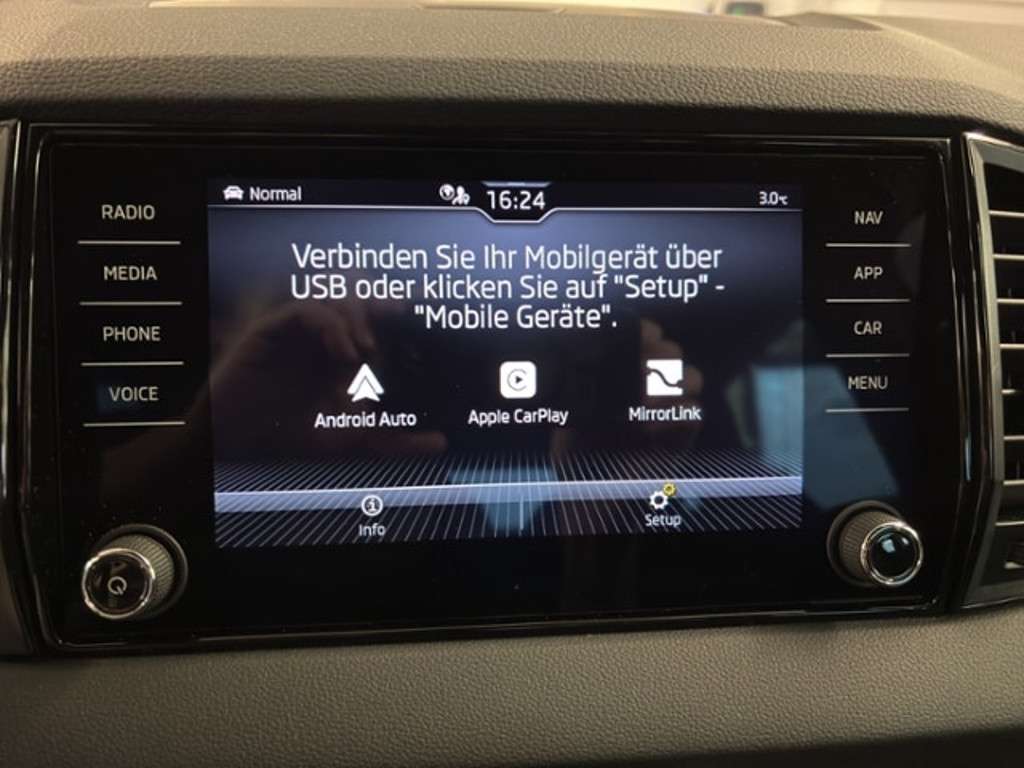 RADIO
MEDIA
PHONE
VOICE
Normal
16:24
3.0°C
Verbinden Sie Ihr Mobilgerät über
USB oder klicken Sie auf "Setup" -
"Mobile Geräte".
Android Auto
Apple CarPlay
MirrorLink
Info
Setup
NAV
APP
CAR
MENU